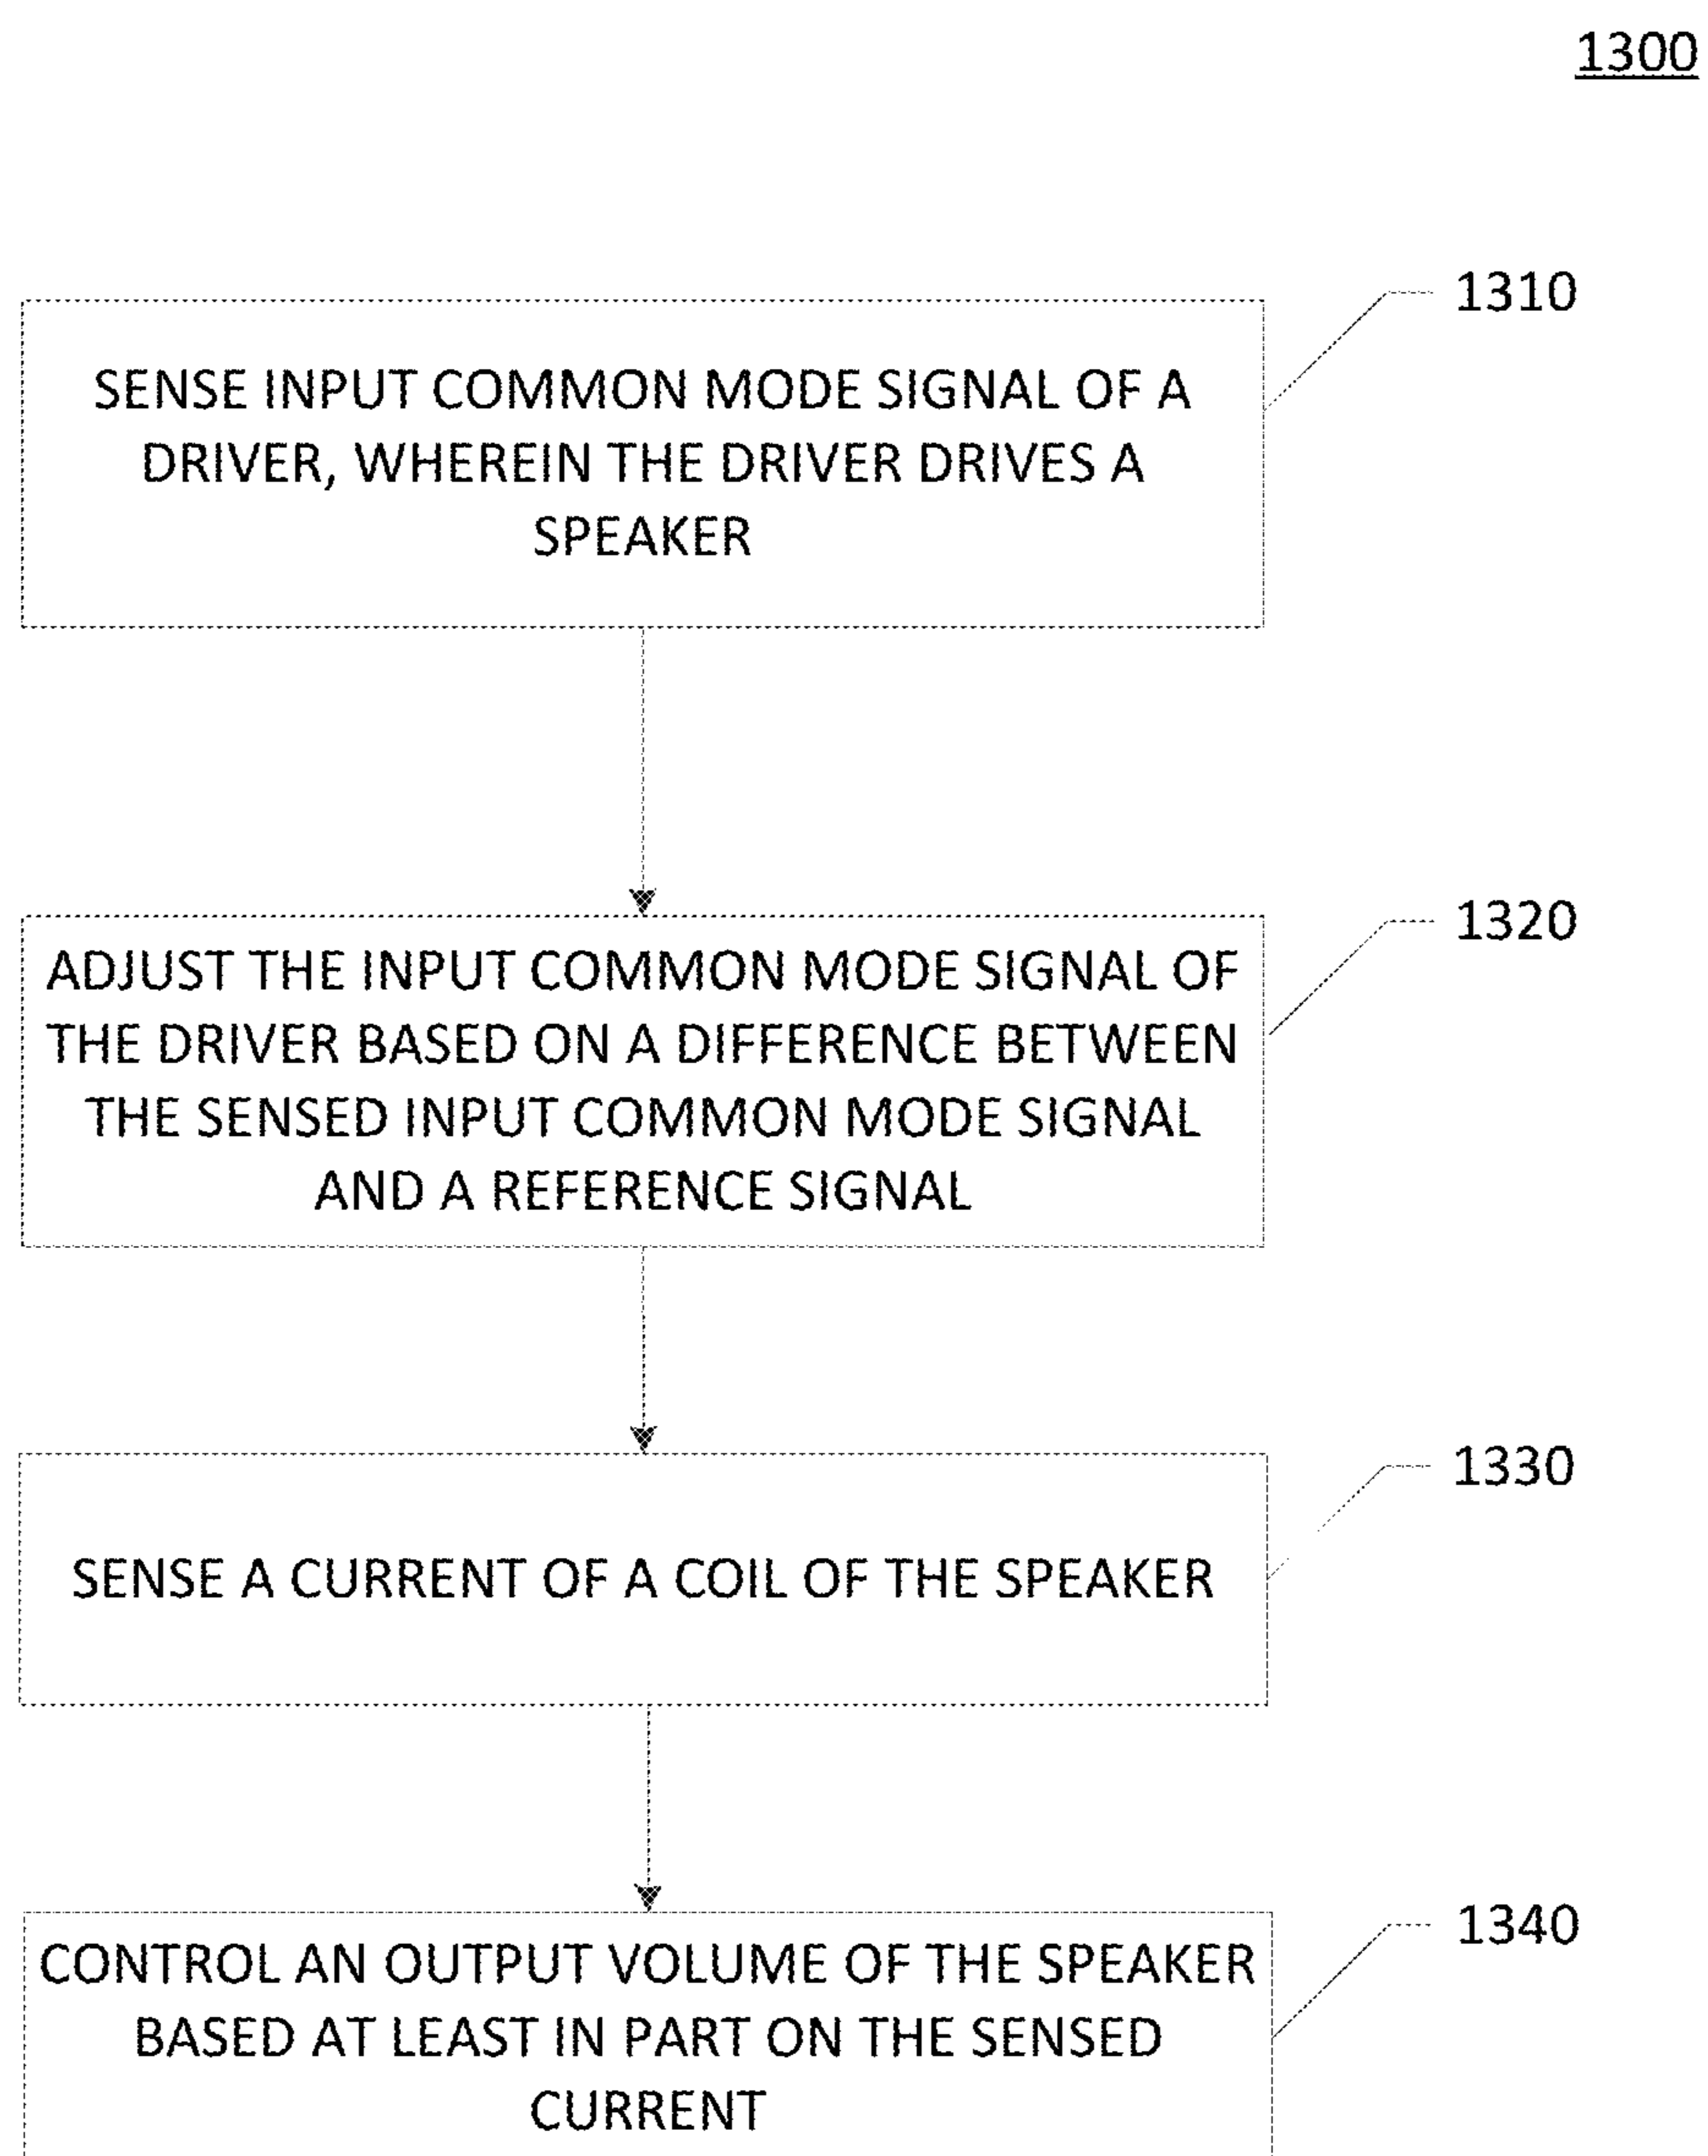 1300
1310
SENSE INPUT COMMON MODE SIGNAL OF A
DRIVER, WHEREIN THE DRIVER DRIVES A
SPEAKER
1320
ADJUST THE INPUT COMMON MODE SIGNAL OF
THE DRIVER BASED ON A DIFFERENCE BETWEEN
THE SENSED INPUT COMMON MODE SIGNAL
AND A REFERENCE SIGNAL
1330
SENSE A CURRENT OF A COIL OF THE SPEAKER
1340
CONTROL AN OUTPUT VOLUME OF THE SPEAKER
BASED AT LEAST IN PART ON THE SENSED
CURRENT